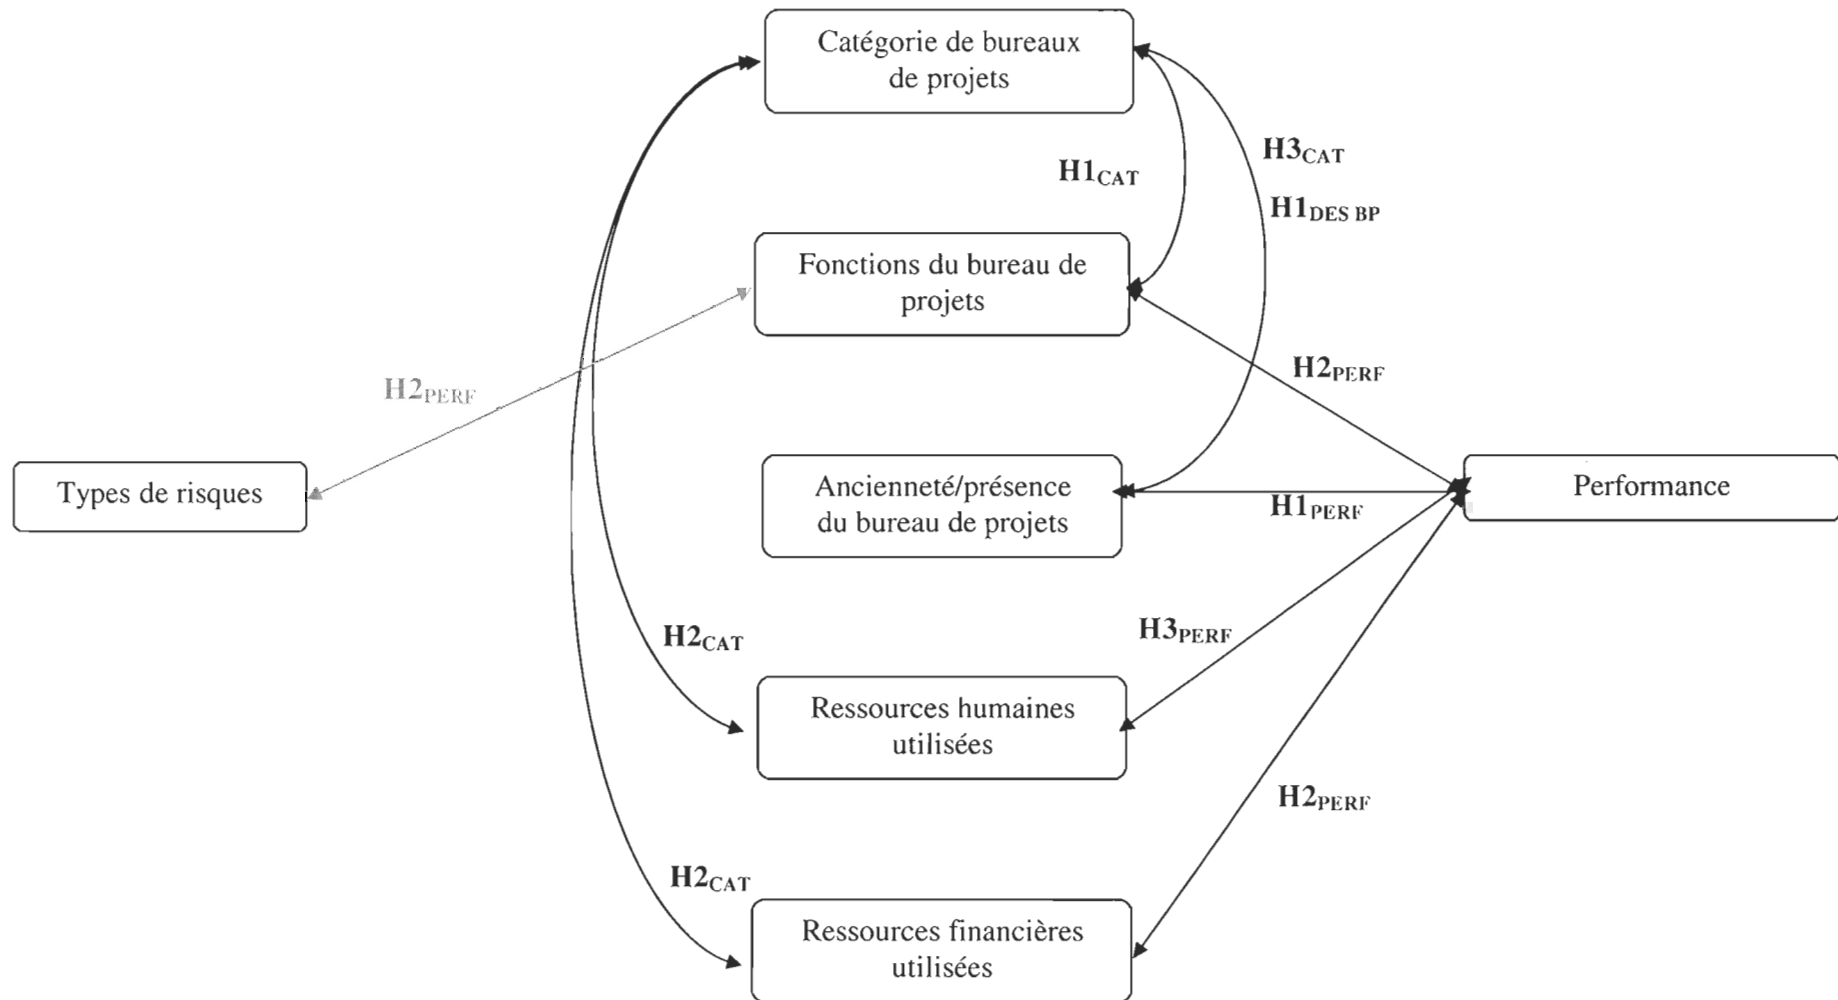 Catégorie de bureaux
de projets
H3CAT
H1CAT
H1DES BP
Fonctions du bureau de
projets
H2PERF
H2PERF
Types de risques
Ancienneté/présence
du bureau de projets
H1PERF
Performance
H2CAT
H3PERF
Ressources humaines
utilisées
H2PERF
H2CAT
Ressources financières
utilisées